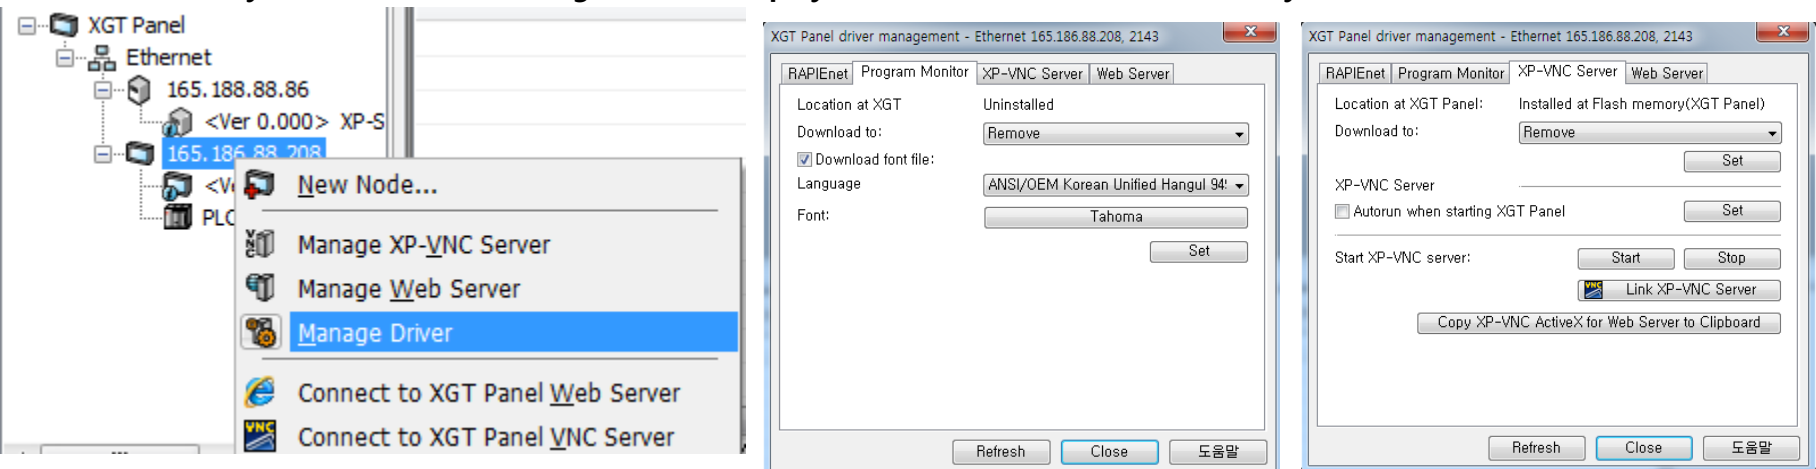 XGT Panel
Ethernet
165.188.88.86
<Ver 0.000> XP-S
165.186.88.208
PLC
New Node...
Manage XP-VNC Server
Manage Web Server
Manage Driver
Connect to XGT Panel Web Server
Connect to XGT Panel VNC Server
XGT Panel driver management - Ethernet 165.186.88.208, 2143
RAPIEnet Program Monitor XP-VNC Server Web Server
Location at XGT Uninstalled
Download to: Remove
Download font file:
Language ANSI/OEM Korean Unified Hangul 949
Font: Tahoma
Set
Refresh Close 도움말
XGT Panel driver management - Ethernet 165.186.88.208, 2143
RAPIEnet Program Monitor XP-VNC Server Web Server
Location at XGT Panel: Installed at Flash memory(XGT Panel)
Download to: Remove
Set
XP-VNC Server
Autorun when starting XGT Panel Set
Start XP-VNC server: Start Stop
VNC Link XP-VNC Server
Copy XP-VNC ActiveX for Web Server to Clipboard
Refresh Close 도움말